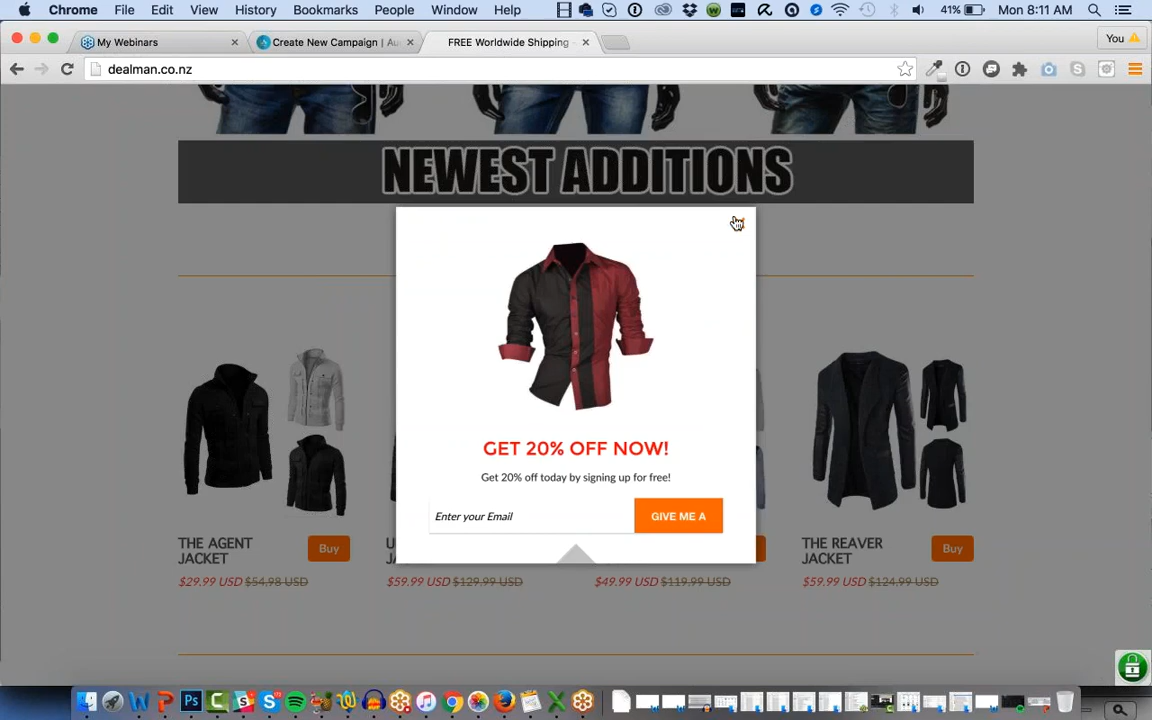 Chrome File Edit View History Bookmarks People Window Help 41% Mon 8:11 AM
My Webinars Create New Campaign | Au FREE Worldwide Shipping - You
dealman.co.nz
NEWEST ADDITIONS
GET 20% OFF NOW!
Get 20% off today by signing up for free!
Enter your Email GIVE ME A
THE AGENT JACKET Buy
$29.99 USD $54.98 USD
$59.99 USD $129.99 USD
$49.99 USD $119.99 USD
THE REAVER JACKET Buy
$59.99 USD $124.99 USD